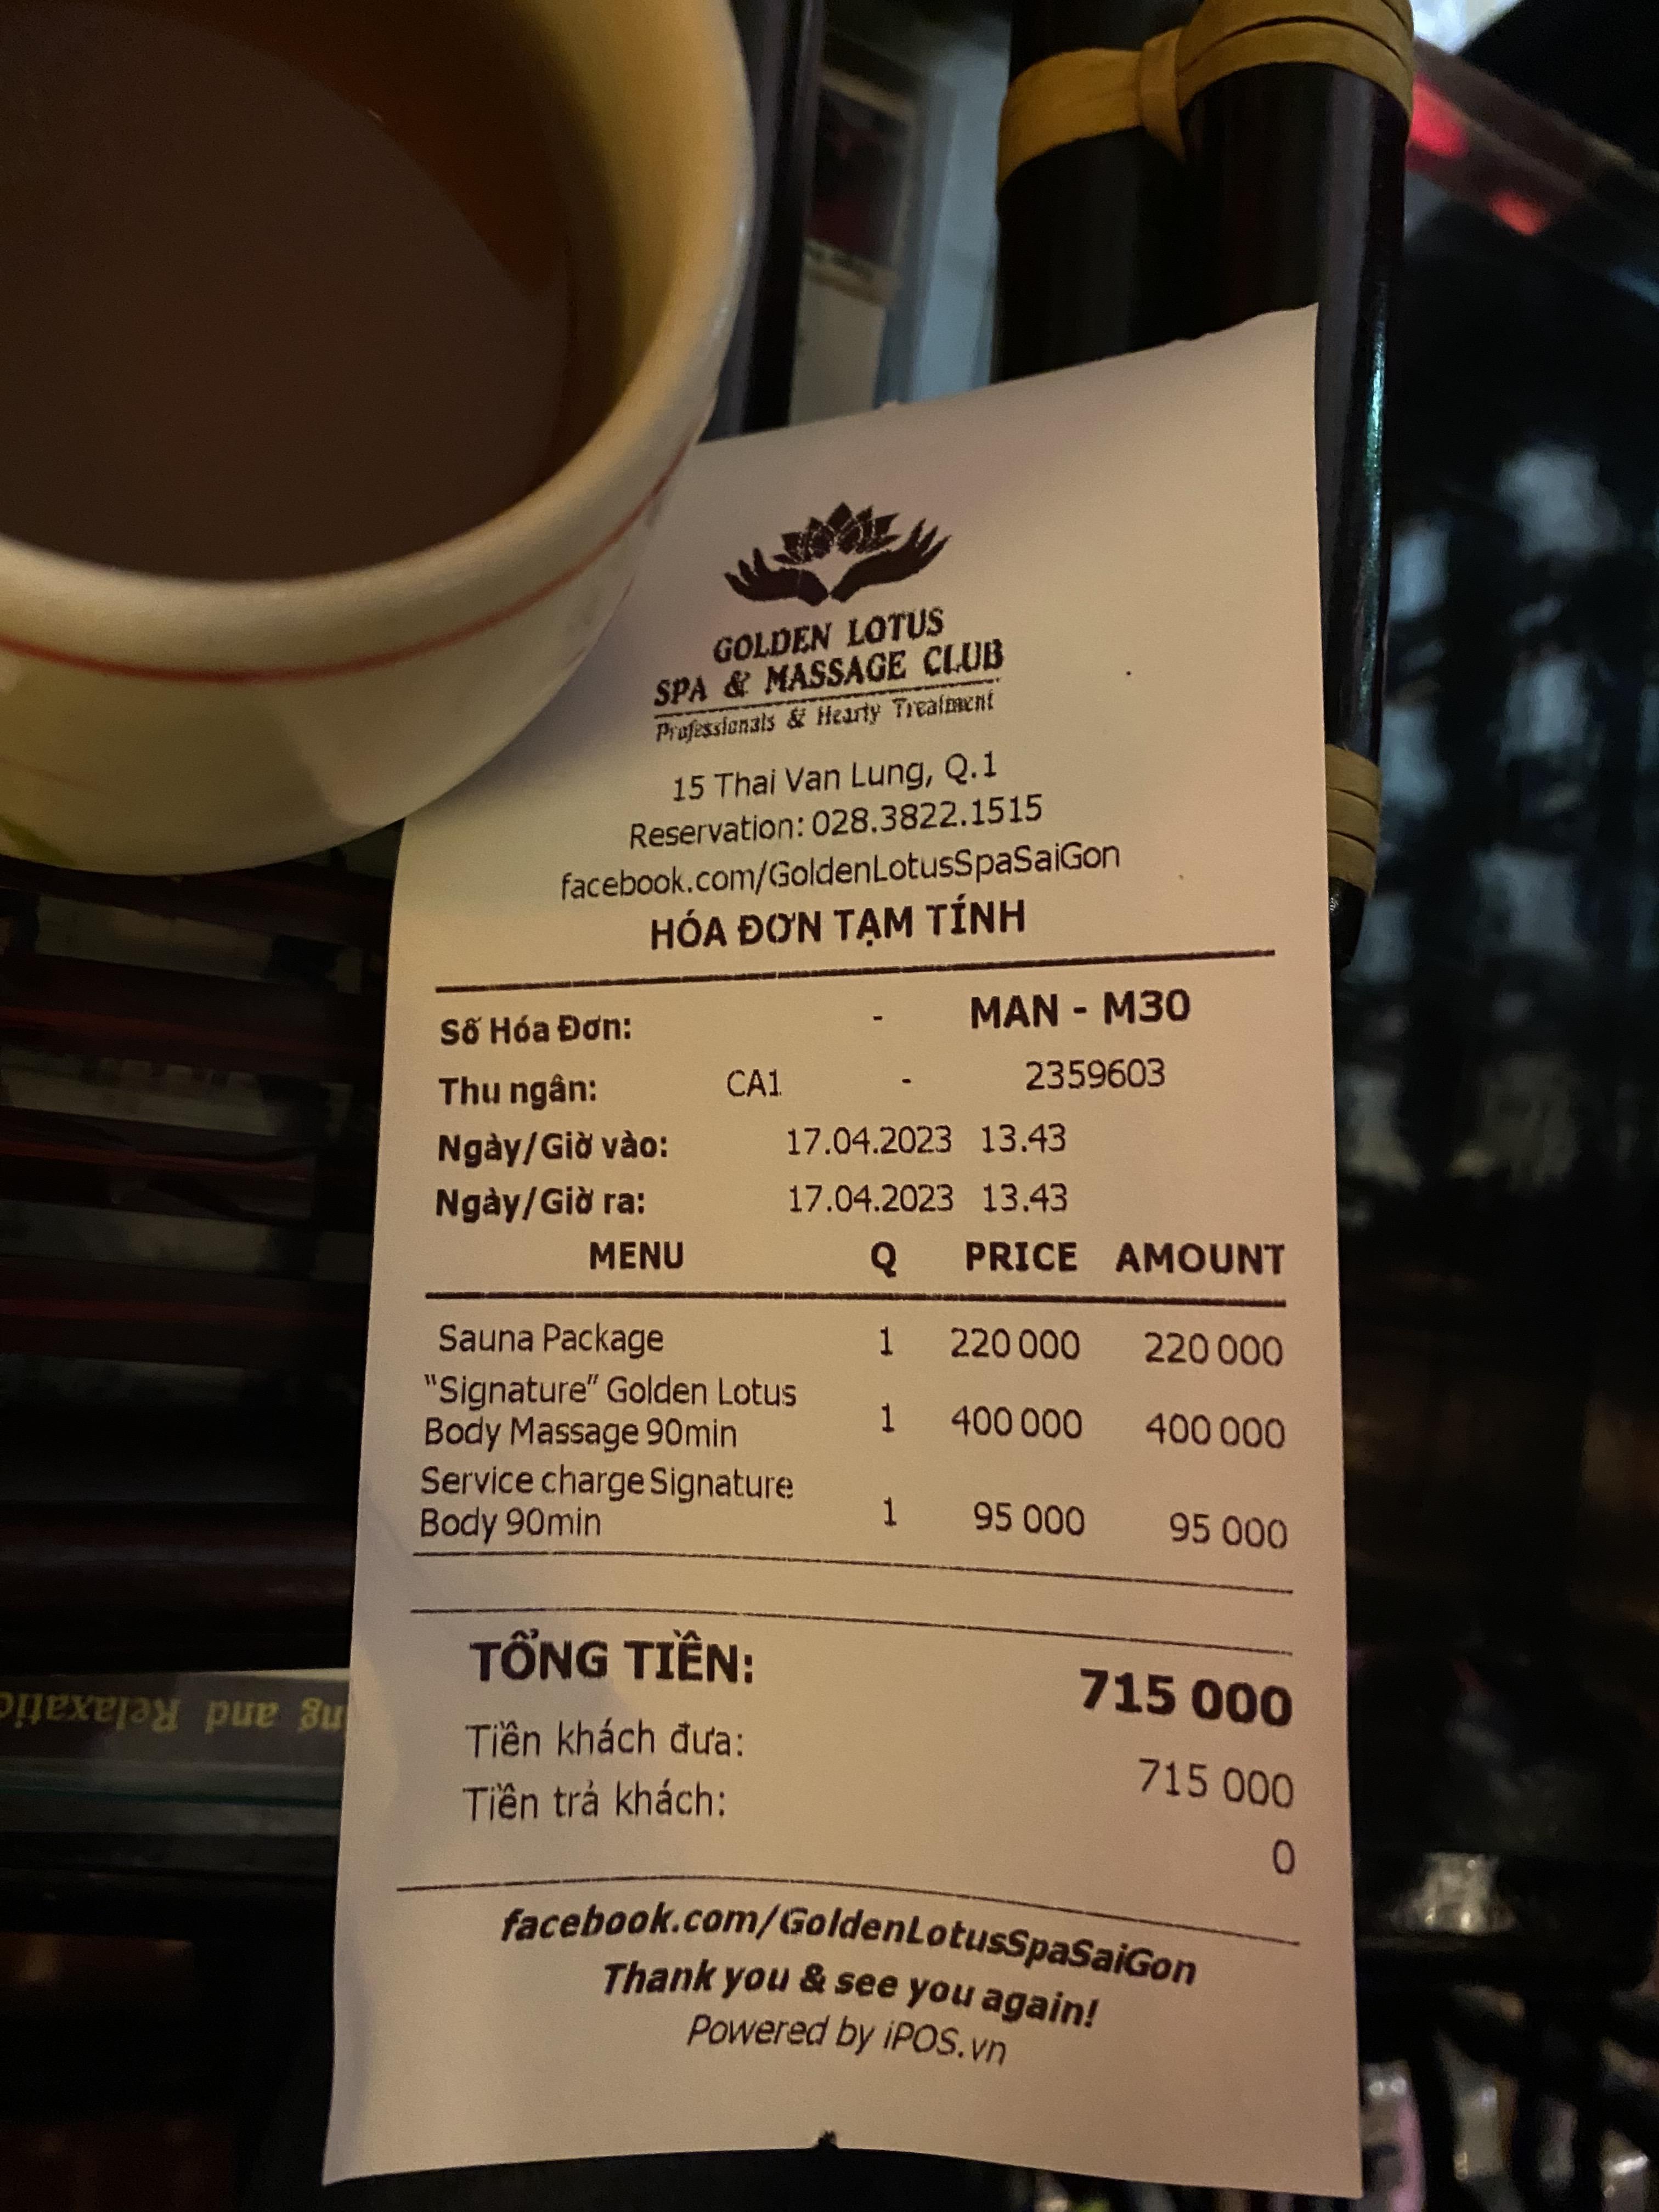 GOLDEN LOTUS
SPA & MASSAGE CLUB
Professionals & Hearty Treatment
15 Thai Van Lung, Q.1
Reservation: 028.3822.1515
facebook.com/GoldenLotusSpaSaiGon
HÓA ĐƠN TẠM TÍNH
Số Hóa Đơn: - MAN - M30
Thu ngân: CA1 - 2359603
Ngày/Giờ vào: 17.04.2023 13.43
Ngày/Giờ ra: 17.04.2023 13.43
MENU Q PRICE AMOUNT
Sauna Package 1 220 000 220 000
“Signature” Golden Lotus
Body Massage 90min 1 400 000 400 000
Service charge Signature
Body 90min 1 95 000 95 000
TỔNG TIỀN: 715 000
Tiền khách đưa: 715 000
Tiền trả khách: 0
facebook.com/GoldenLotusSpaSaiGon
Thank you & see you again!
Powered by iPOS.vn
and